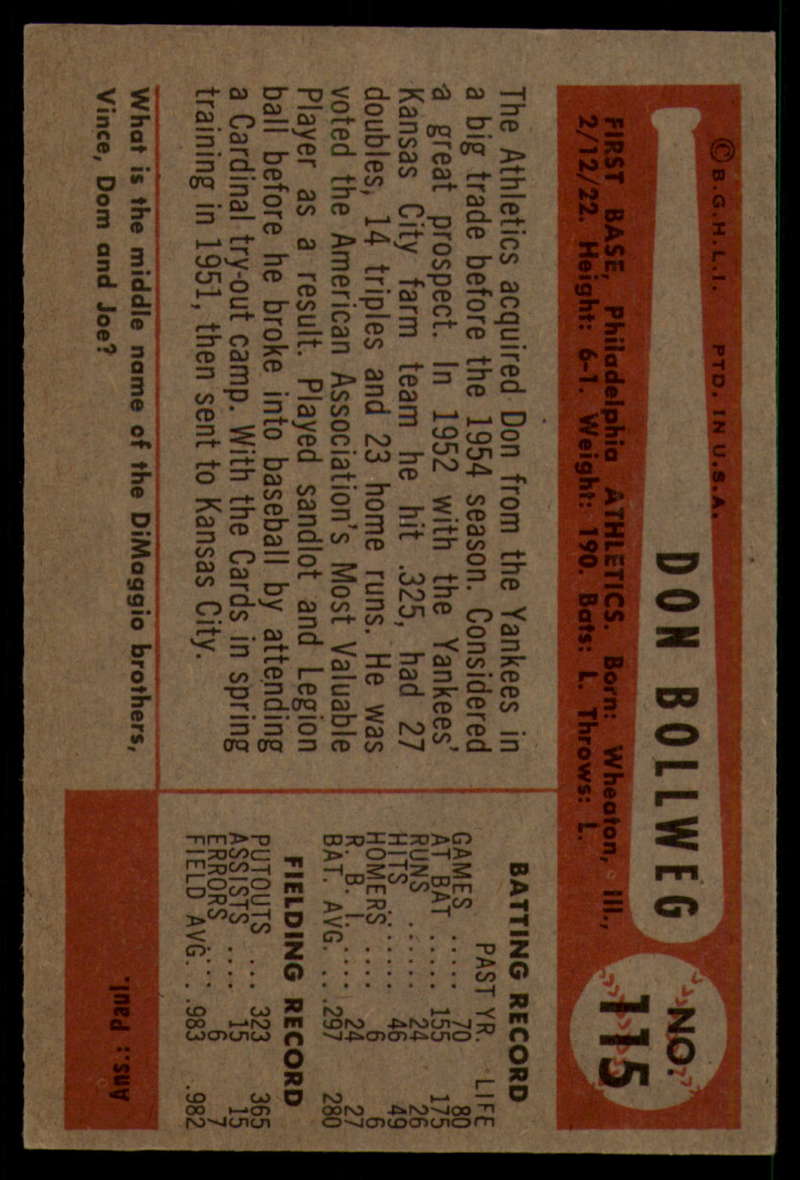 © B.G.H.L.I. PTD. IN U.S.A.
DON BOLLWEG
NO. 115
FIRST BASE, Philadelphia ATHLETICS. Born: Wheaton, Ill.,
2/12/22. Height: 6-1. Weight: 190. Bats: L. Throws: L.
The Athletics acquired Don from the Yankees in
a big trade before the 1954 season. Considered
a great prospect. In 1952 with the Yankees'
Kansas City farm team he hit .325, had 27
doubles, 14 triples and 23 home runs. He was
voted the American Association's Most Valuable
Player as a result. Played sandlot and Legion
ball before he broke into baseball by attending
a Cardinal try-out camp. With the Cards in spring
training in 1951, then sent to Kansas City.
BATTING RECORD
PAST YR. LIFE
GAMES ..... 70 80
AT BAT ..... 155 175
RUNS ...... 24 26
HITS ...... 46 49
HOMERS .... 6 6
R. B. I. .... 24 27
BAT. AVG. .. .297 .280
FIELDING RECORD
PUTOUTS ... 323 365
ASSISTS .... 15 15
ERRORS .... 6 7
FIELD AVG. . .983 .982
What is the middle name of the DiMaggio brothers,
Vince, Dom and Joe?
Ans.: Paul.